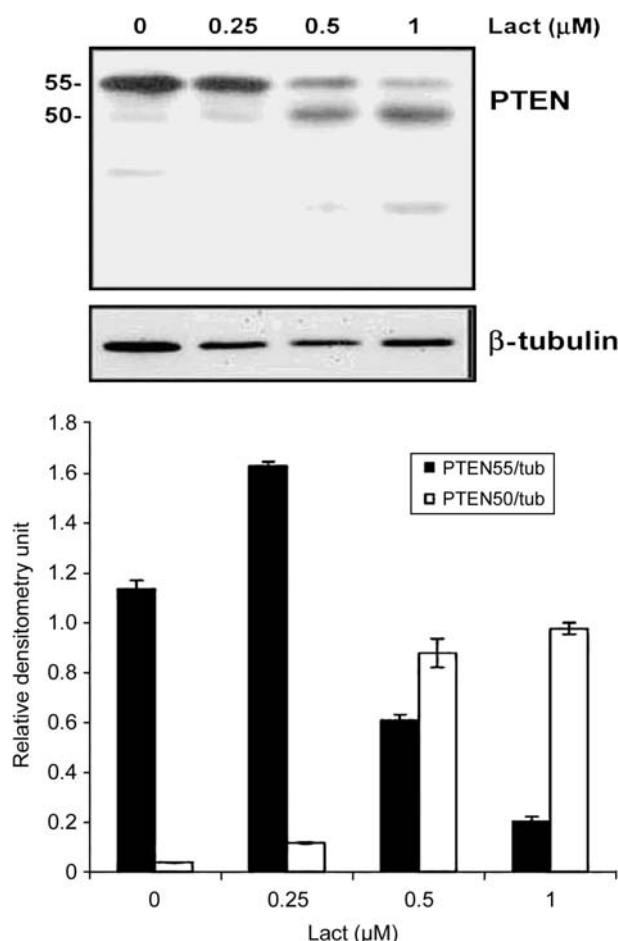 0 0.25 0.5 1 Lact (μM)
55-
PTEN
50-
β-tubulin
1.8
1.6
1.4
1.2
1.0
0.8
0.6
0.4
0.2
0
Relative densitometry unit
PTEN55/tub
PTEN50/tub
0 0.25 0.5 1
Lact (μM)